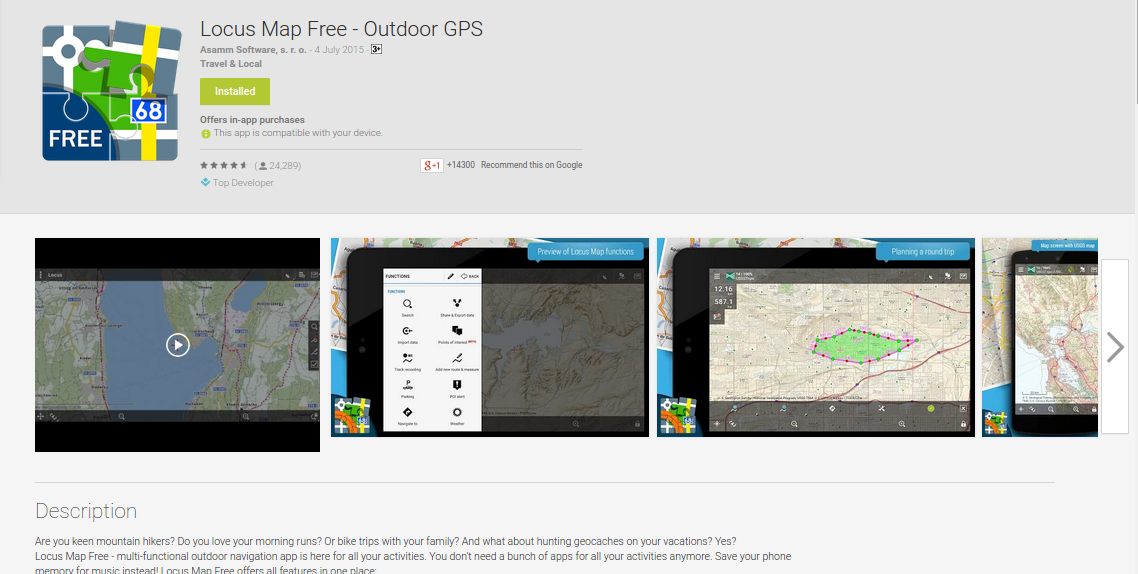 Locus Map Free - Outdoor GPS
Asamm Software, s. r. o. - 4 July 2015 - 3+
Travel & Local
68
FREE
Installed
Offers in-app purchases
This app is compatible with your device.
(24,289)
g+1 +14300 Recommend this on Google
Top Developer
Locus
Preview of Locus Map functions
FUNCTIONS
BACK
FUNCTIONS
Search
Share & Export data
Import data
Points of interest
Track recording
Add new route & measure
Parking
POI alert
Navigate to
Weather
68
Planning a round trip
12.16
587.1
68
Map screen with USGS map
68
Description
Are you keen mountain hikers? Do you love your morning runs? Or bike trips with your family? And what about hunting geocaches on your vacations? Yes?
Locus Map Free - multi-functional outdoor navigation app is here for all your activities. You don't need a bunch of apps for all your activities anymore. Save your phone
memory for music instead! Locus Map Free offers all features in one place: